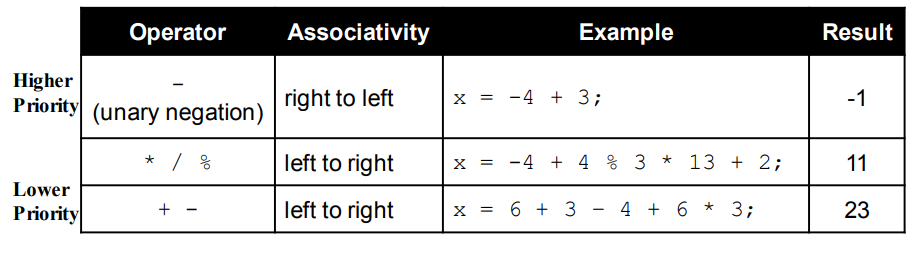 Operator Associativity Example Result
Higher Priority
−
(unary negation) right to left x = -4 + 3; -1
* / % left to right x = -4 + 4 % 3 * 13 + 2; 11
Lower Priority
+ - left to right x = 6 + 3 - 4 + 6 * 3; 23